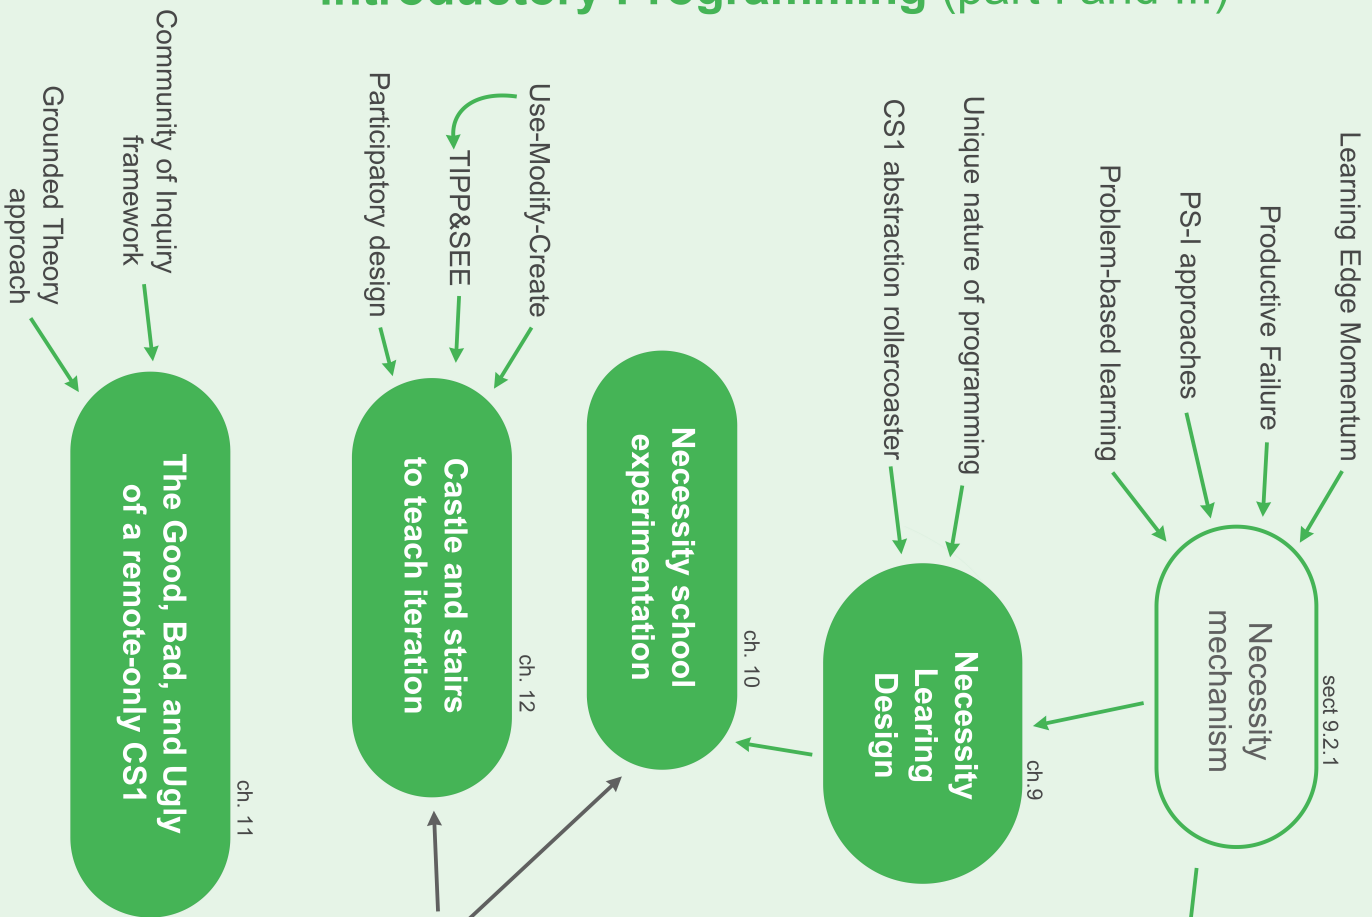 Introductory Programming (part I and III)
Learning Edge Momentum
Productive Failure
PS-I approaches
Problem-based learning
Unique nature of programming
CS1 abstraction rollercoaster
Use-Modify-Create
TIPP&SEE
Participatory design
Community of Inquiry
framework
Grounded Theory
approach
sect 9.2.1
Necessity
mechanism
ch.9
Necessity
Learing
Design
ch. 10
Necessity school
experimentation
ch. 12
Castle and stairs
to teach iteration
ch. 11
The Good, Bad, and Ugly
of a remote-only CS1